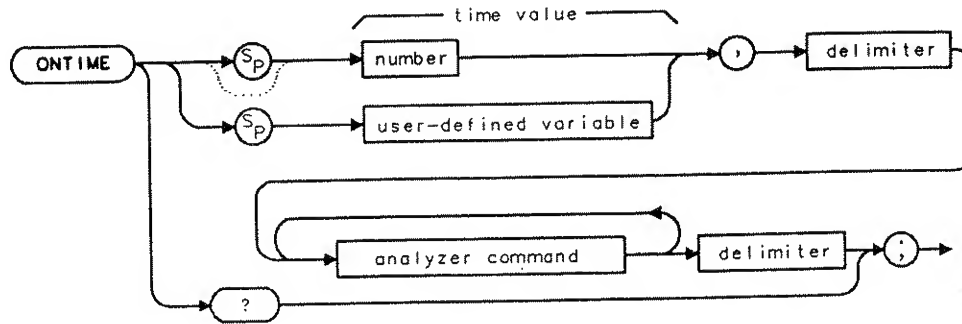 time value
ONTIME
Sp
number
,
delimiter
Sp
user-defined variable
analyzer command
delimiter
;
?